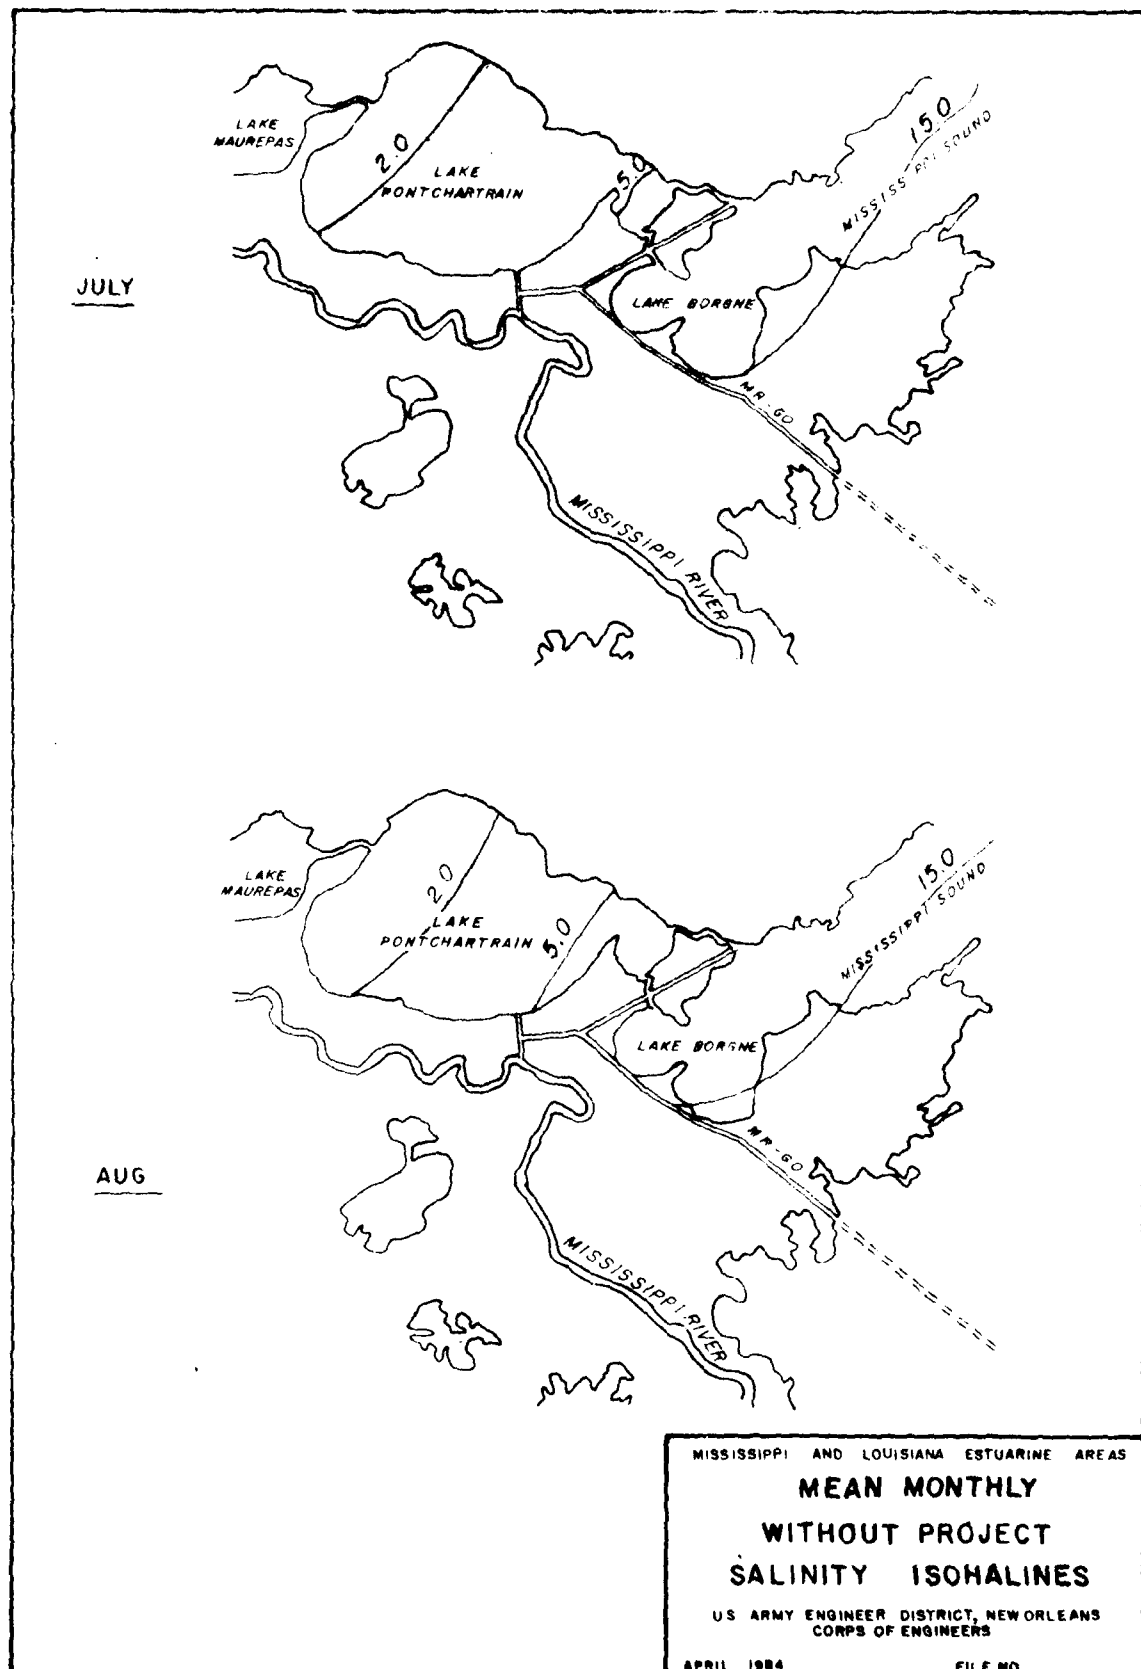 JULY
LAKE
MAUREPAS
2.0
LAKE
PONTCHARTRAIN
5.0
15.0
MISSISSIPPI SOUND
LAKE BORGNE
MR-GO
MISSISSIPPI RIVER
AUG
LAKE
MAUREPAS
2.0
LAKE
PONTCHARTRAIN
5.0
15.0
MISSISSIPPI SOUND
LAKE BORGNE
MR-GO
MISSISSIPPI RIVER
MISSISSIPPI AND LOUISIANA ESTUARINE AREAS
MEAN MONTHLY
WITHOUT PROJECT
SALINITY ISOHALINES
US ARMY ENGINEER DISTRICT, NEW ORLEANS
CORPS OF ENGINEERS
APRIL 1984 FILE NO.